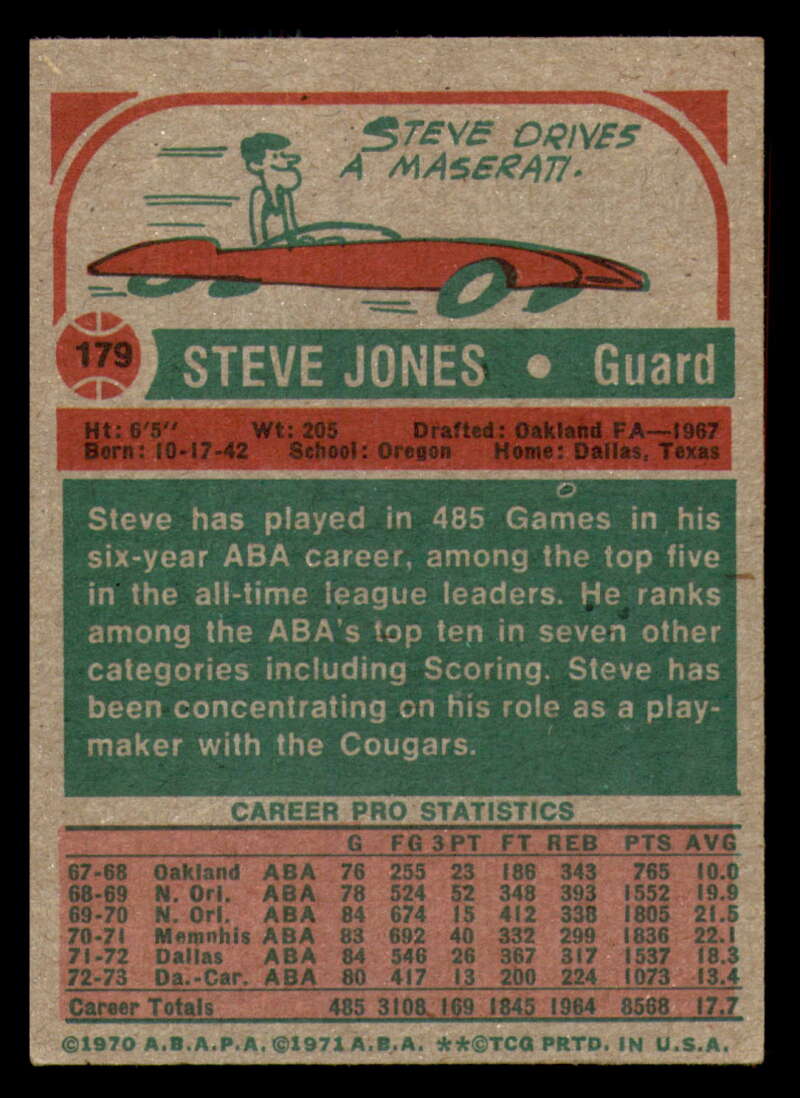 STEVE DRIVES
A MASERATI.
179
STEVE JONES • Guard
Ht: 6'5" Wt: 205 Drafted: Oakland FA—1967
Born: 10-17-42 School: Oregon Home: Dallas, Texas
Steve has played in 485 Games in his
six-year ABA career, among the top five
in the all-time league leaders. He ranks
among the ABA's top ten in seven other
categories including Scoring. Steve has
been concentrating on his role as a play-
maker with the Cougars.
CAREER PRO STATISTICS
G FG 3PT FT REB PTS AVG
67-68 Oakland ABA 76 255 23 186 343 765 10.0
68-69 N. Orl. ABA 78 524 52 348 393 1552 19.9
69-70 N. Orl. ABA 84 674 15 412 338 1805 21.5
70-71 Memphis ABA 83 692 40 332 299 1836 22.1
71-72 Dallas ABA 84 546 26 367 317 1537 18.3
72-73 Da.-Car. ABA 80 417 13 200 224 1073 13.4
Career Totals 485 3108 169 1845 1964 8568 17.7
©1970 A.B.A.P.A. ©1971 A.B.A. **©TCG PRTD. IN U.S.A.